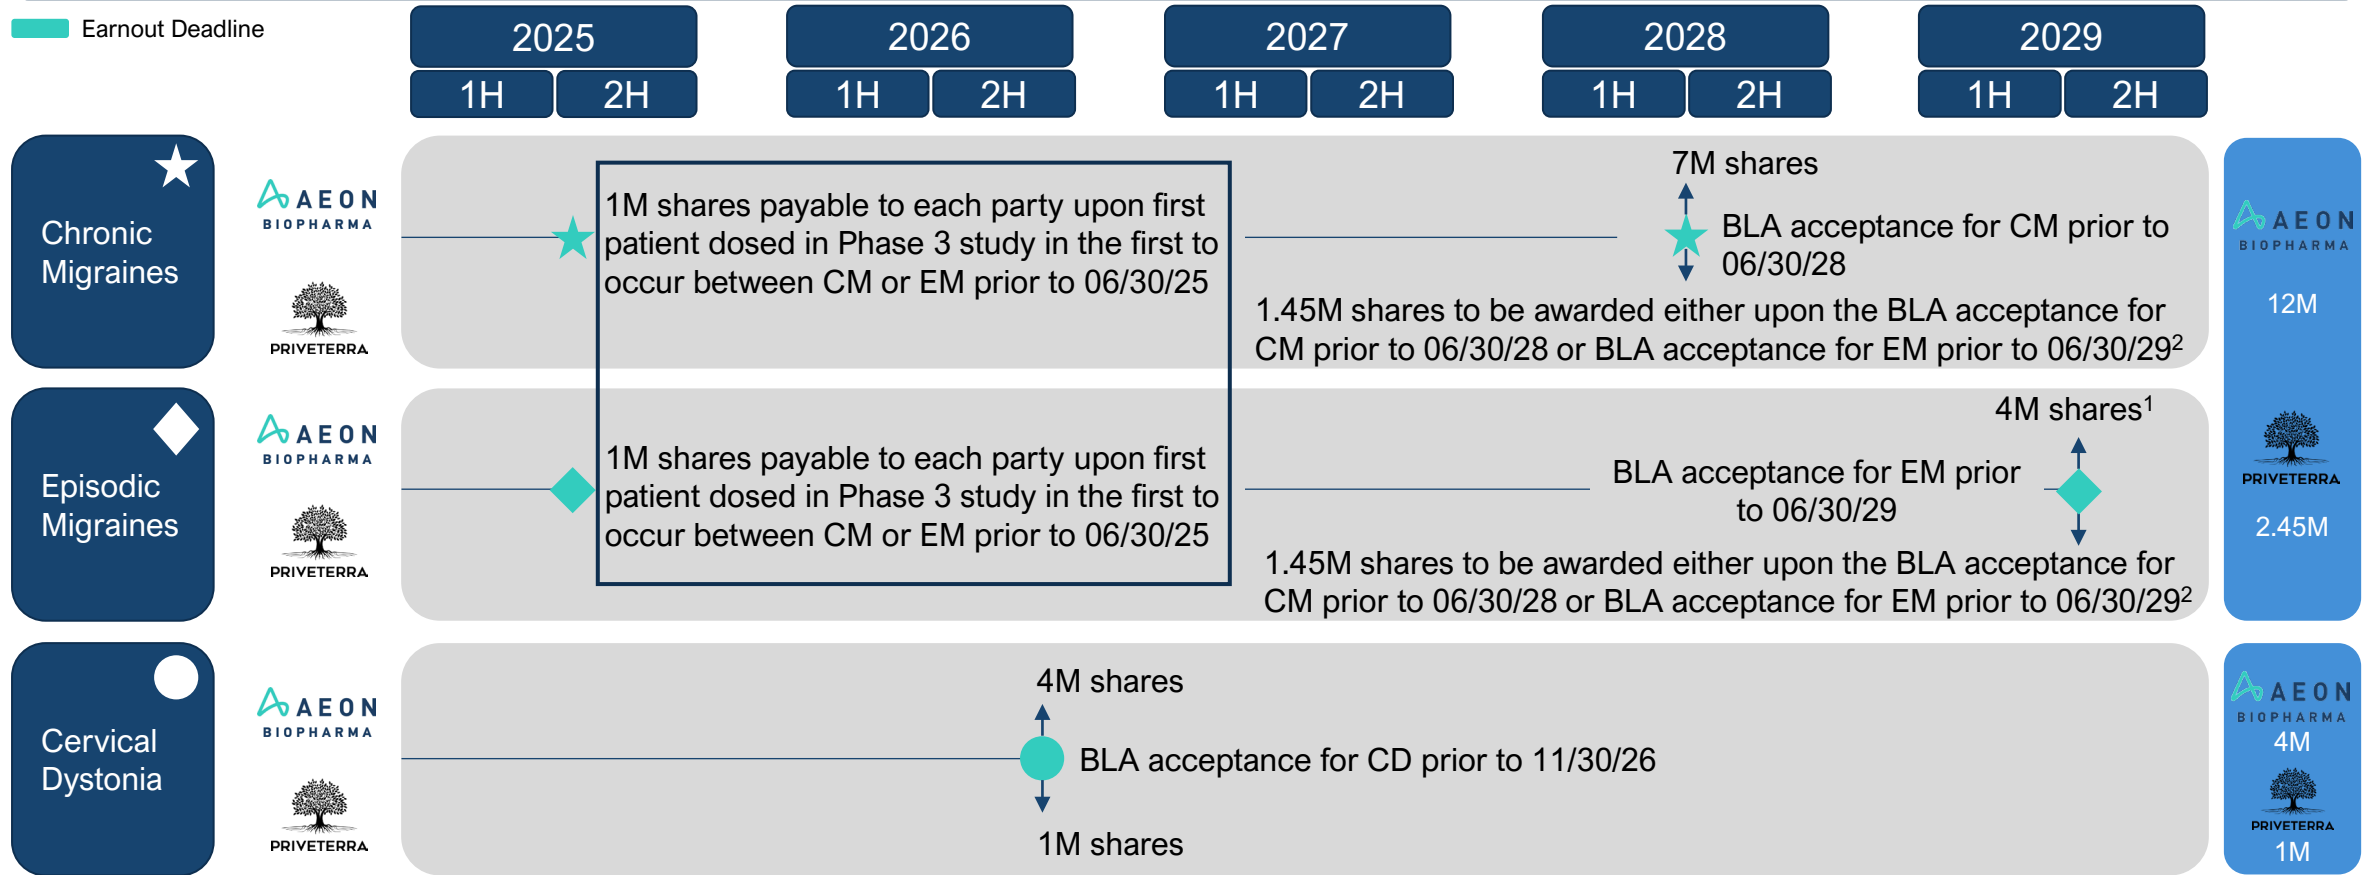 Earnout Deadline
2025
2026
2027
2028
2029
1H
2H
1H
2H
1H
2H
1H
2H
1H
2H
Chronic
Migraines
AEON
BIOPHARMA
PRIVETERRA
1M shares payable to each party upon first
patient dosed in Phase 3 study in the first to
occur between CM or EM prior to 06/30/25
7M shares
BLA acceptance for CM prior to
06/30/28
1.45M shares to be awarded either upon the BLA acceptance for
CM prior to 06/30/28 or BLA acceptance for EM prior to 06/30/29²
Episodic
Migraines
AEON
BIOPHARMA
PRIVETERRA
1M shares payable to each party upon first
patient dosed in Phase 3 study in the first to
occur between CM or EM prior to 06/30/25
4M shares¹
BLA acceptance for EM prior
to 06/30/29
1.45M shares to be awarded either upon the BLA acceptance for
CM prior to 06/30/28 or BLA acceptance for EM prior to 06/30/29²
AEON
BIOPHARMA
12M
PRIVETERRA
2.45M
Cervical
Dystonia
AEON
BIOPHARMA
PRIVETERRA
4M shares
BLA acceptance for CD prior to 11/30/26
1M shares
AEON
BIOPHARMA
4M
PRIVETERRA
1M